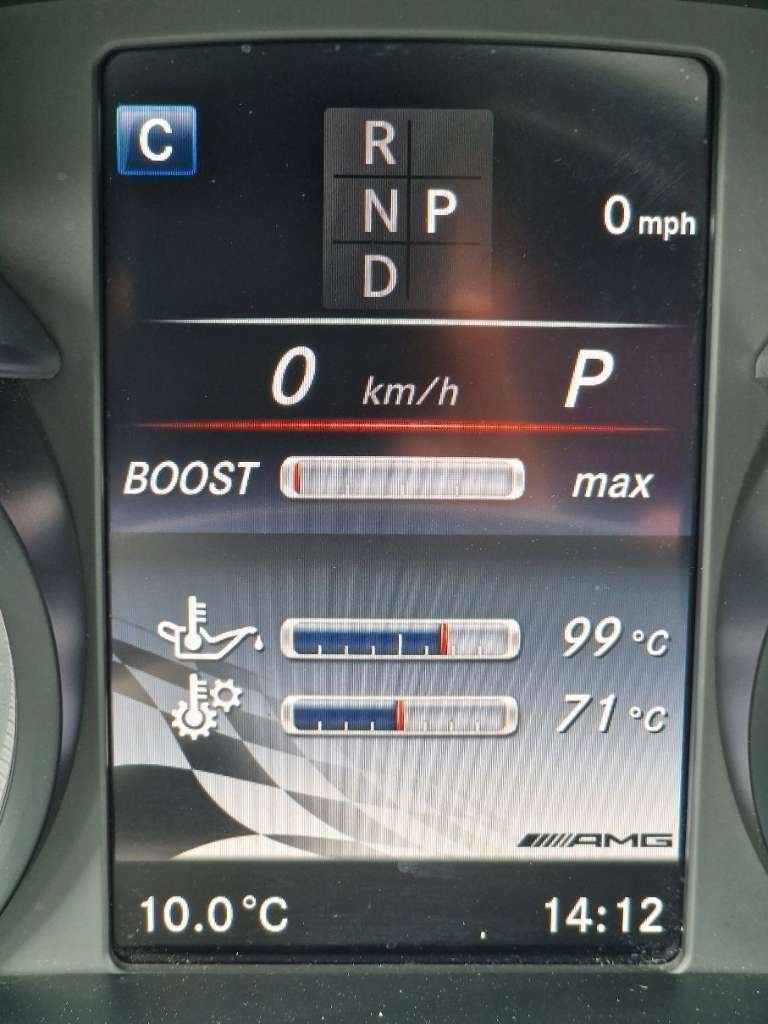 C
R
N P
D
0 mph
0 km/h P
BOOST max
99 °C
71 °C
AMG
10.0 °C 14:12